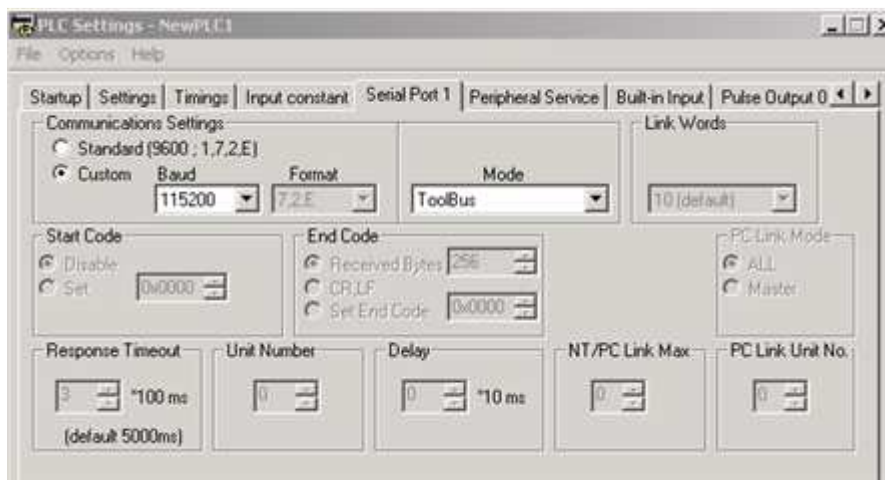 PLC Settings - NewPLC1
File Options Help
Startup Settings Timings Input constant Serial Port 1 Peripheral Service Built-in Input Pulse Output 0
Communications Settings Link Words
Standard (9600 ; 1,7,2,E)
Custom Baud Format Mode
115200 7,2,E ToolBus 10 (default)
Start Code End Code PC Link Mode
Disable Received Bytes 256 ALL
Set 0x0000 CR,LF Master
Set End Code 0x0000
Response Timeout Unit Number Delay NT/PC Link Max PC Link Unit No.
3 *100 ms 0 0 *10 ms 0 0
(default 5000ms)